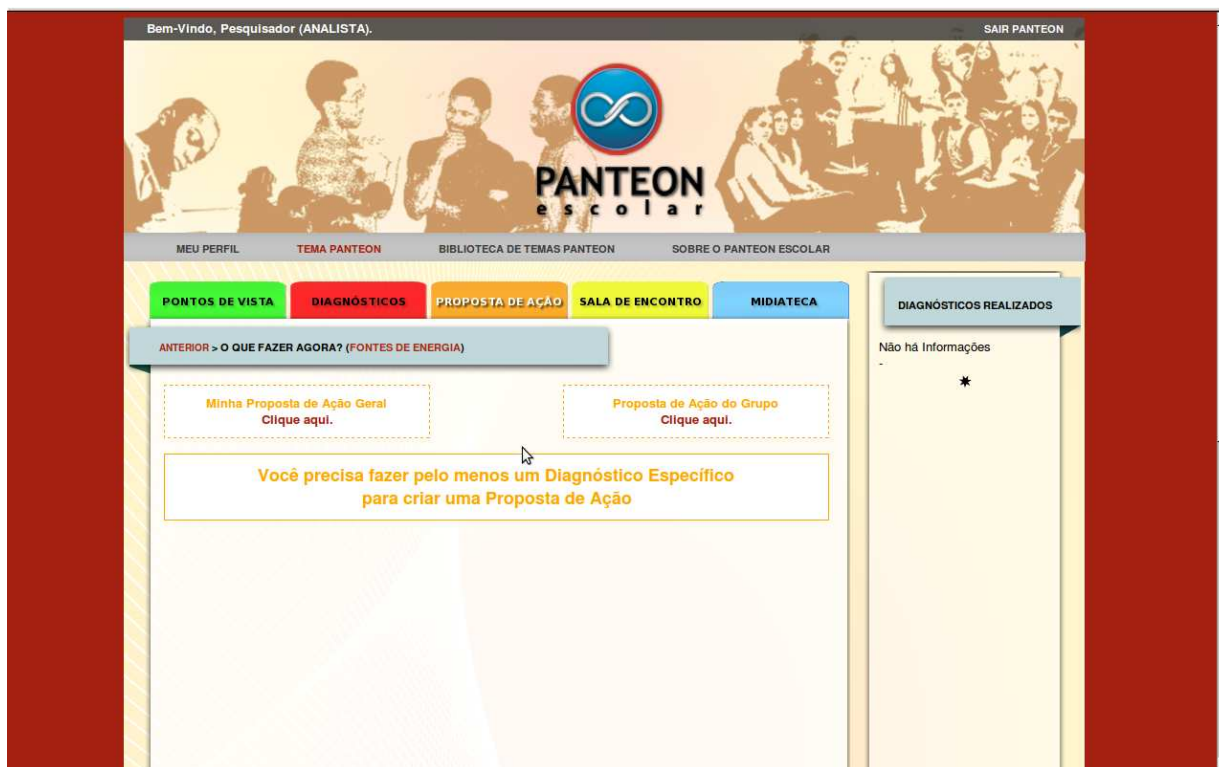 Bem-Vindo, Pesquisador (ANALISTA).
SAIR PANTEON
PANTEON
escolar
MEU PERFIL
TEMA PANTEON
BIBLIOTECA DE TEMAS PANTEON
SOBRE O PANTEON ESCOLAR
PONTOS DE VISTA
DIAGNÓSTICOS
PROPOSTA DE AÇÃO
SALA DE ENCONTRO
MIDIATECA
ANTERIOR > O QUE FAZER AGORA? (FONTES DE ENERGIA)
Minha Proposta de Ação Geral
Clique aqui.
Proposta de Ação do Grupo
Clique aqui.
Você precisa fazer pelo menos um Diagnóstico Específico
para criar uma Proposta de Ação
DIAGNÓSTICOS REALIZADOS
Não há Informações
-